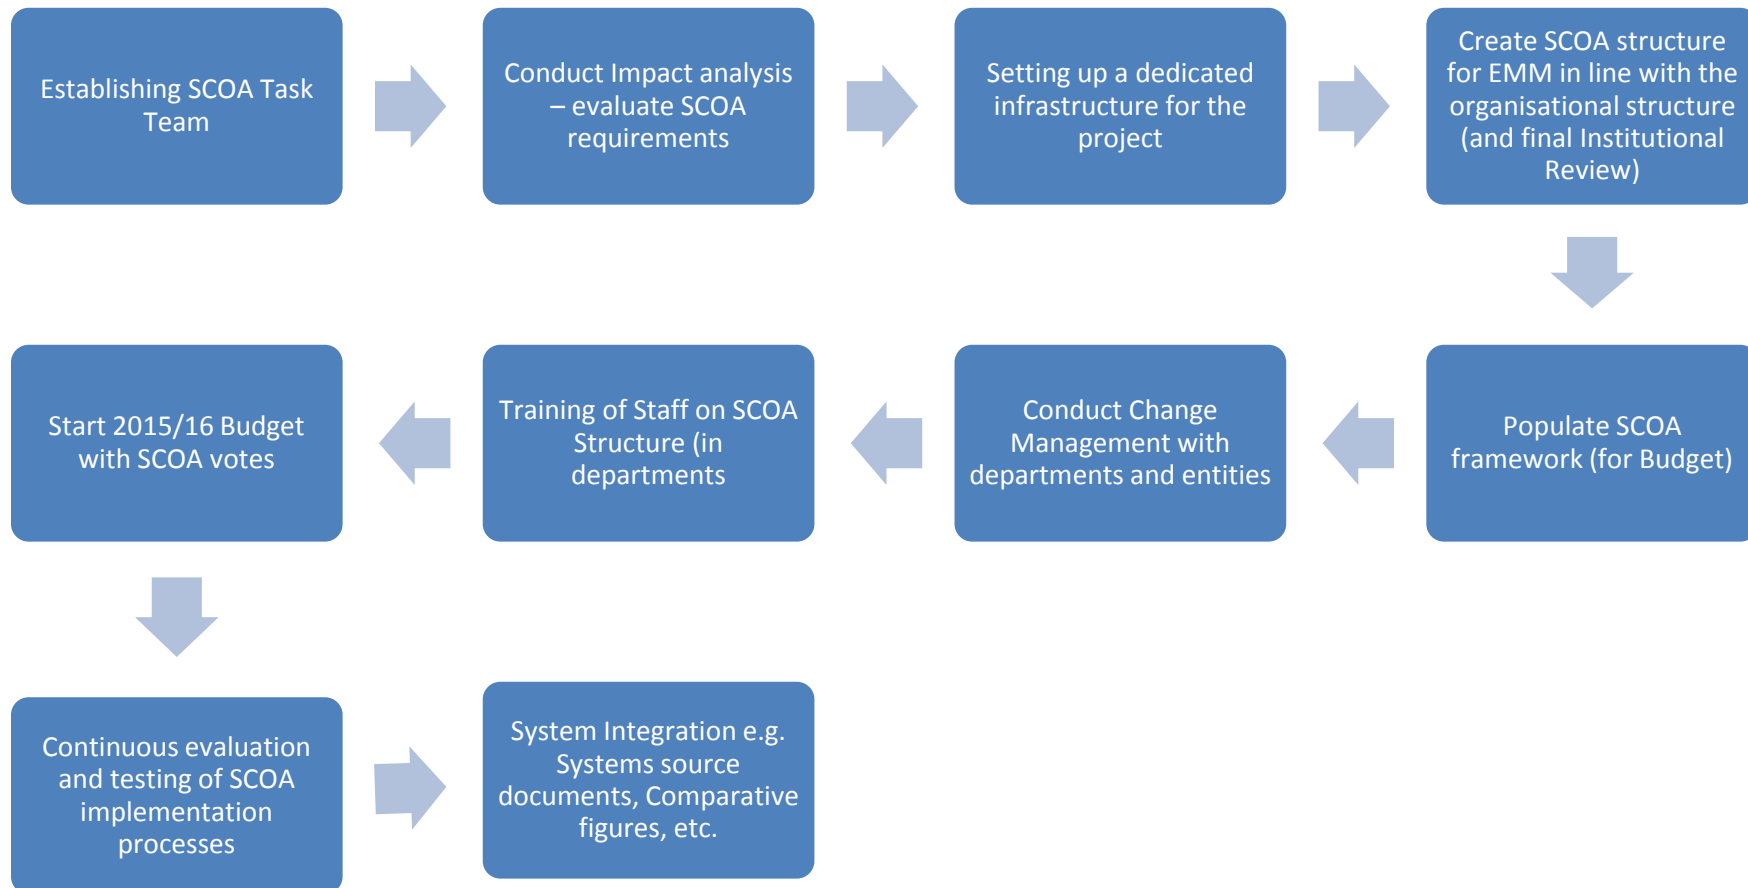 Establishing SCOA Task
Team
Conduct Impact analysis
– evaluate SCOA
requirements
Setting up a dedicated
infrastructure for the
project
Create SCOA structure
for EMM in line with the
organisational structure
(and final Institutional
Review)
Populate SCOA
framework (for Budget)
Conduct Change
Management with
departments and entities
Training of Staff on SCOA
Structure (in
departments
Start 2015/16 Budget
with SCOA votes
Continuous evaluation
and testing of SCOA
implementation
processes
System Integration e.g.
Systems source
documents, Comparative
figures, etc.